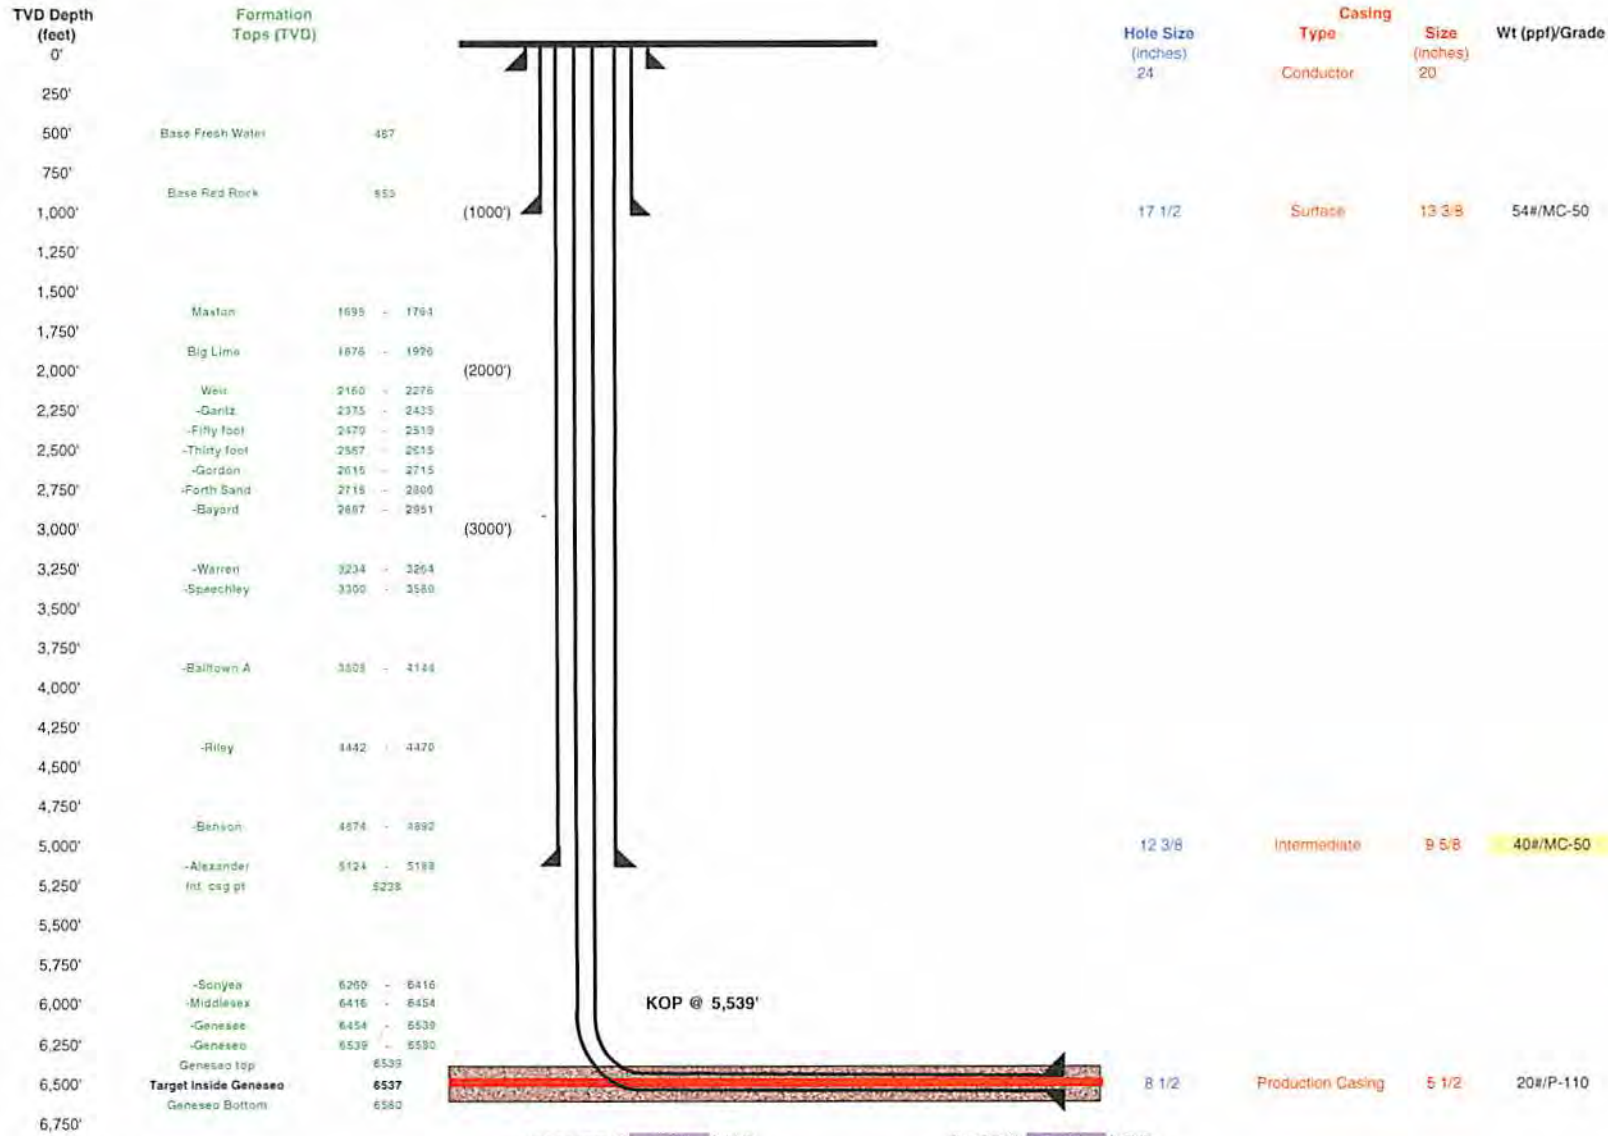 TVD Depth Formation Casing
(feet) Tops (TVD) Hole Size Type Size Wt (ppf)/Grade
0' (inches) (inches)
24 Conductor 20
250'
500' Base Fresh Water 487
750'
Base Red Rock
1,000' (1000') 17 1/2 Surface 13 3/8 54#/MC-50
1,250'
1,500'
Maxton 1764
1,750'
Big Lime 1876 -
2,000' (2000')
Weir 2160 - 2276
2,250' -Gantz 2375 - 2435
-Fifty foot 2470 - 2519
2,500' -Thirty foot 2567 - 2615
-Gordon 2615 - 2715
2,750' -Forth Sand 2715 - 2806
-Bayard 2887 - 2951
3,000' (3000')
3,250' -Warren 3234 - 3264
-Speechley 3300 - 3580
3,500'
3,750'
-Balltown A - 4144
4,000'
4,250'
-Riley 4442 - 4470
4,500'
4,750'
-Benson 4874 - 4892
5,000' 12 3/8 Intermediate 9 5/8 40#/MC-50
-Alexander 5124 - 5188
5,250' Int. csg pt 5238
5,500'
5,750'
-Sonyea 6260 - 6416
6,000' -Middlesex 6416 - 6454 KOP @ 5,539'
-Genesee 6454 - 6539
6,250' -Geneseo 6539 - 6580
Geneseo top 6539
6,500' Target Inside Geneseo 6537 8 1/2 Production Casing 5 1/2 20#/P-110
Geneseo Bottom 6580
6,750'